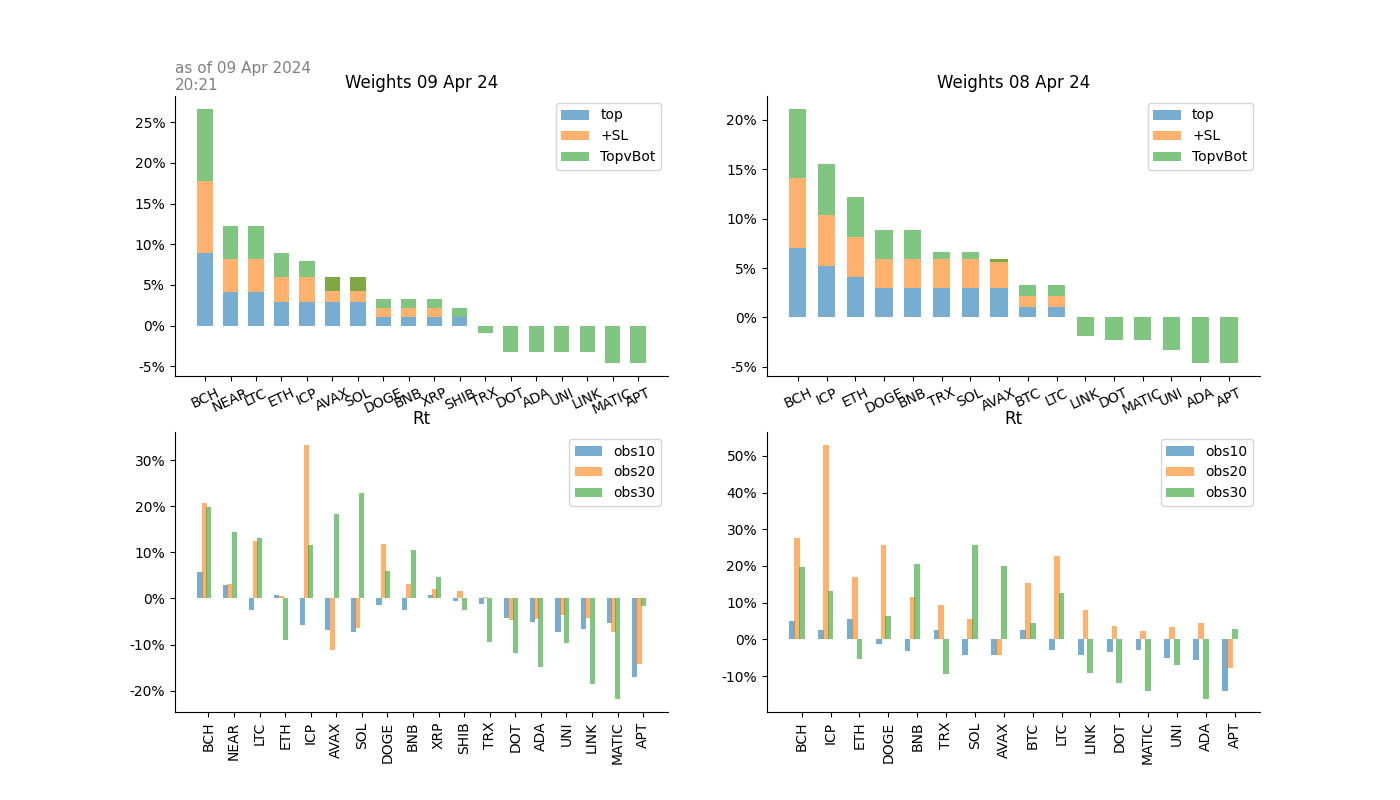 as of 09 Apr 2024
20:21
Weights 09 Apr 24
top
+SL
TopvBot
25%
20%
15%
10%
5%
0%
-5%
BCH NEAR LTC ETH ICP AVAX SOL DOGE BNB XRP SHIB TRX DOT ADA UNI LINK MATIC APT
Weights 08 Apr 24
top
+SL
TopvBot
20%
15%
10%
5%
0%
-5%
BCH ICP ETH DOGE BNB TRX SOL AVAX BTC LTC LINK DOT MATIC UNI ADA APT
Rt
obs10
obs20
obs30
30%
20%
10%
0%
-10%
-20%
BCH NEAR LTC ETH ICP AVAX SOL DOGE BNB XRP SHIB TRX DOT ADA UNI LINK MATIC APT
Rt
obs10
obs20
obs30
50%
40%
30%
20%
10%
0%
-10%
BCH ICP ETH DOGE BNB TRX SOL AVAX BTC LTC LINK DOT MATIC UNI ADA APT